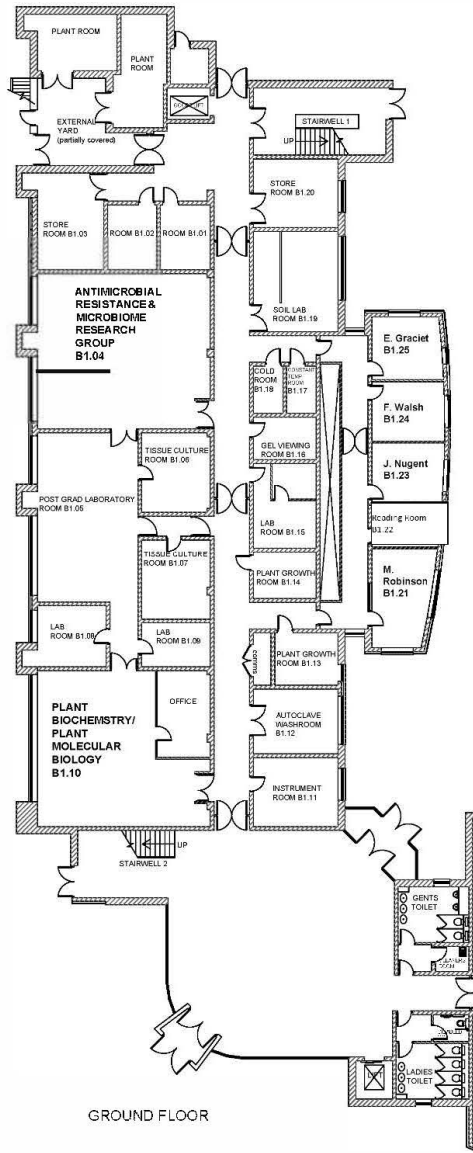 PLANT ROOM
PLANT
ROOM
EXTERNAL
YARD
(partially covered)
STAIRWELL 1
UP
STORE
ROOM B1.20
STORE
ROOM B1.03
ROOM B1.02
ROOM B1.01
SOIL LAB
ROOM B1.19
ANTIMICROBIAL
RESISTANCE &
MICROBIOME
RESEARCH
GROUP
B1.04
E. Graciet
B1.25
COLD
ROOM
B1.18
CONSTANT
TEMP
ROOM
B1.17
F. Walsh
B1.24
GEL VIEWING
ROOM B1.16
TISSUE CULTURE
ROOM B1.06
J. Nugent
B1.23
POST GRAD LABORATORY
ROOM B1.05
LAB
ROOM B1.15
Reading Room
B1.22
TISSUE CULTURE
ROOM B1.07
PLANT GROWTH
ROOM B1.14
M.
Robinson
B1.21
LAB
ROOM B1.08
LAB
ROOM B1.09
comms
PLANT GROWTH
ROOM B1.13
OFFICE
PLANT
BIOCHEMISTRY/
PLANT
MOLECULAR
BIOLOGY
B1.10
AUTOCLAVE
WASHROOM
B1.12
INSTRUMENT
ROOM B1.11
UP
STAIRWELL 2
GENTS
TOILET
LADIES
TOILET
GROUND FLOOR